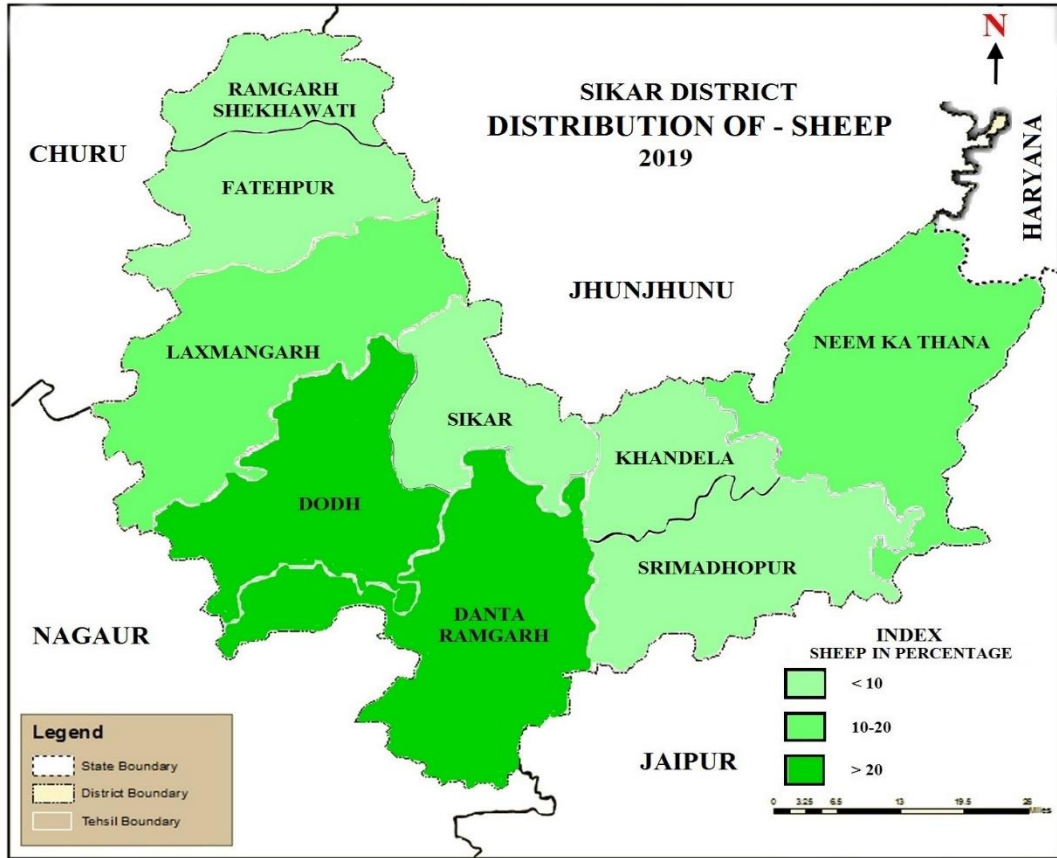 N
SIKAR DISTRICT
DISTRIBUTION OF - SHEEP
2019
HARYANA
RAMGARH
SHEKHAWATI
CHURU
FATEHPUR
JHUNJHUNU
NEEM KA THANA
LAXMANGARH
SIKAR
KHANDELA
DODH
SRIMADHOPUR
DANTA
RAMGARH
NAGAUR
JAIPUR
INDEX
SHEEP IN PERCENTAGE
< 10
10-20
> 20
Legend
State Boundary
District Boundary
Tehsil Boundary
0 3.25 6.5 13 19.5 26
Miles